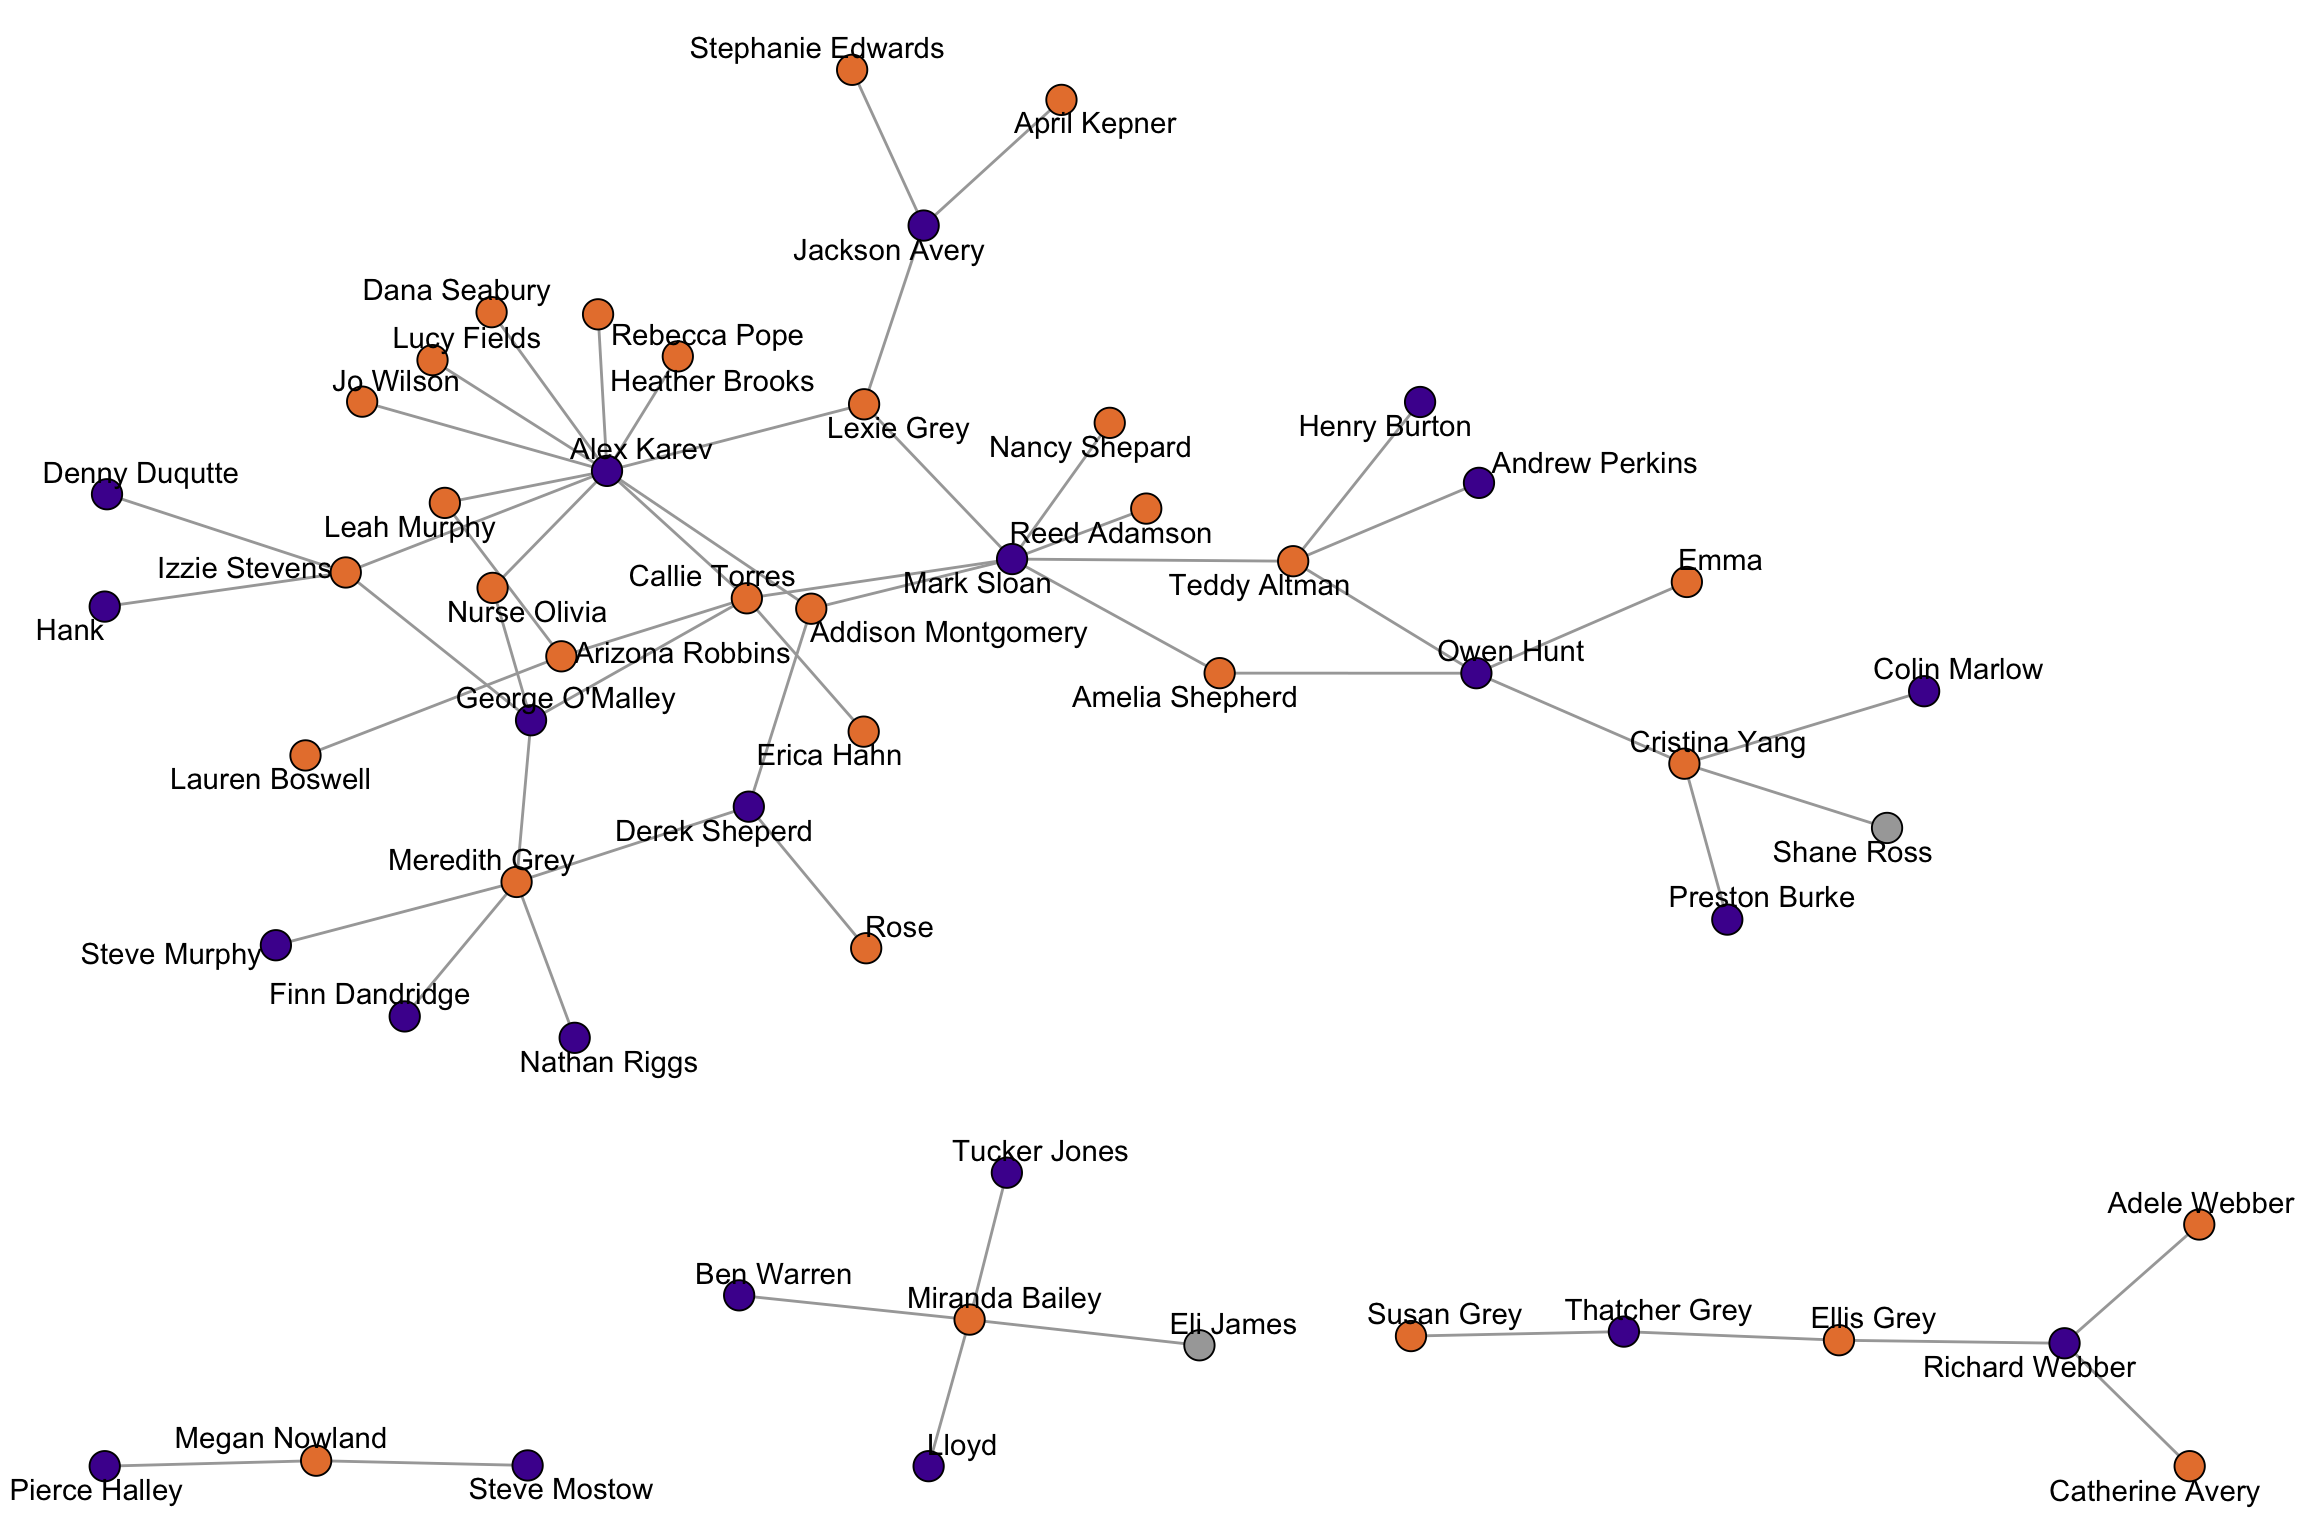 Stephanie Edwards
April Kepner
Jackson Avery
Dana Seabury
Rebecca Pope
Lucy Fields
Heather Brooks
Jo Wilson
Lexie Grey
Henry Burton
Nancy Shepard
Alex Karev
Andrew Perkins
Denny Duqutte
Leah Murphy
Reed Adamson
Emma
Izzie Stevens
Callie Torres
Mark Sloan
Teddy Altman
Nurse Olivia
Hank
Addison Montgomery
Arizona Robbins
Owen Hunt
Colin Marlow
George O'Malley
Amelia Shepherd
Cristina Yang
Erica Hahn
Lauren Boswell
Derek Sheperd
Shane Ross
Meredith Grey
Preston Burke
Rose
Steve Murphy
Finn Dandridge
Nathan Riggs
Tucker Jones
Adele Webber
Ben Warren
Miranda Bailey
Eli James
Susan Grey
Thatcher Grey
Ellis Grey
Richard Webber
Megan Nowland
Lloyd
Pierce Halley
Steve Mostow
Catherine Avery